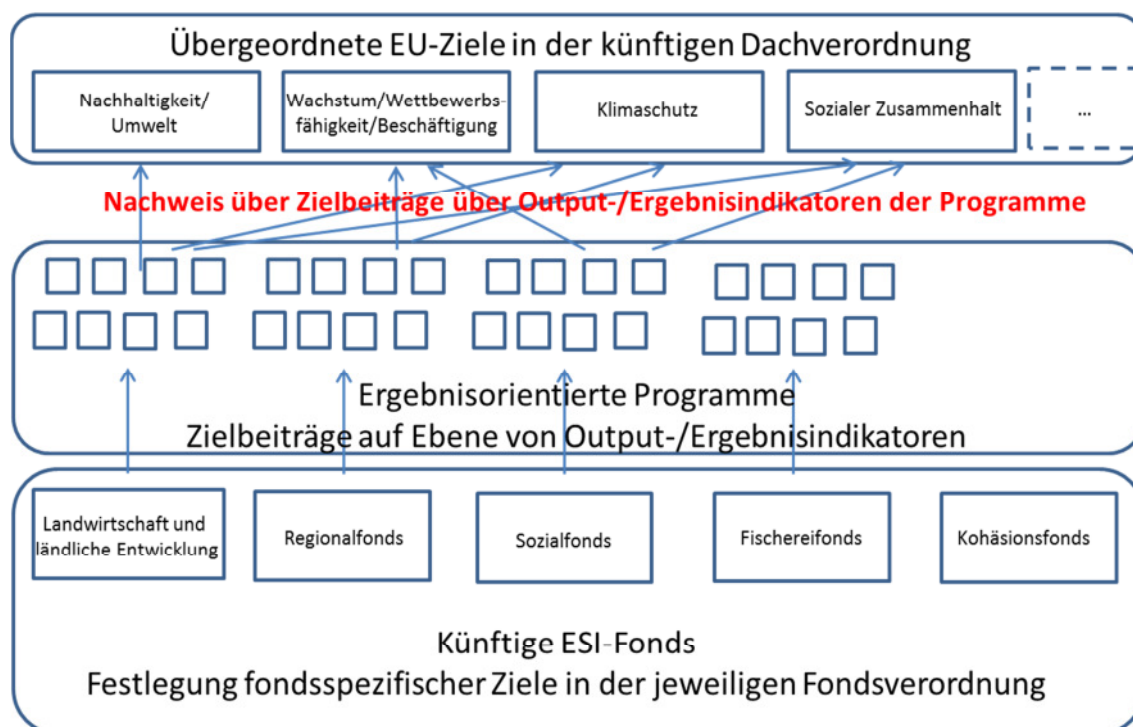 Übergeordnete EU-Ziele in der künftigen Dachverordnung
Nachhaltigkeit/
Umwelt
Wachstum/Wettbewerbs-
fähigkeit/Beschäftigung
Klimaschutz
Sozialer Zusammenhalt
...
Nachweis über Zielbeiträge über Output-/Ergebnisindikatoren der Programme
Ergebnisorientierte Programme
Zielbeiträge auf Ebene von Output-/Ergebnisindikatoren
Landwirtschaft und
ländliche Entwicklung
Regionalfonds
Sozialfonds
Fischereifonds
Kohäsionsfonds
Künftige ESI-Fonds
Festlegung fondsspezifischer Ziele in der jeweiligen Fondsverordnung